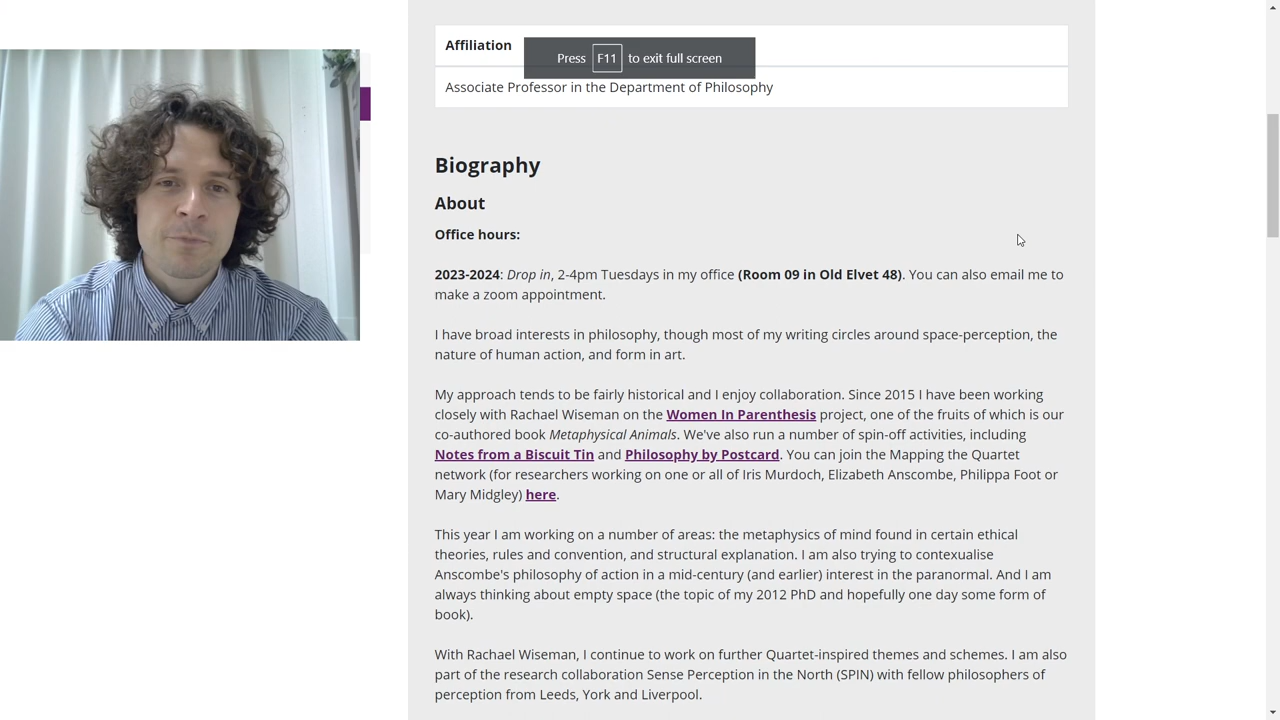 Affiliation
Press F11 to exit full screen
Associate Professor in the Department of Philosophy
Biography
About
Office hours:
2023-2024: Drop in, 2-4pm Tuesdays in my office (Room 09 in Old Elvet 48). You can also email me to
make a zoom appointment.
I have broad interests in philosophy, though most of my writing circles around space-perception, the
nature of human action, and form in art.
My approach tends to be fairly historical and I enjoy collaboration. Since 2015 I have been working
closely with Rachael Wiseman on the Women In Parenthesis project, one of the fruits of which is our
co-authored book Metaphysical Animals. We've also run a number of spin-off activities, including
Notes from a Biscuit Tin and Philosophy by Postcard. You can join the Mapping the Quartet
network (for researchers working on one or all of Iris Murdoch, Elizabeth Anscombe, Philippa Foot or
Mary Midgley) here.
This year I am working on a number of areas: the metaphysics of mind found in certain ethical
theories, rules and convention, and structural explanation. I am also trying to contexualise
Anscombe's philosophy of action in a mid-century (and earlier) interest in the paranormal. And I am
always thinking about empty space (the topic of my 2012 PhD and hopefully one day some form of
book).
With Rachael Wiseman, I continue to work on further Quartet-inspired themes and schemes. I am also
part of the research collaboration Sense Perception in the North (SPIN) with fellow philosophers of
perception from Leeds, York and Liverpool.